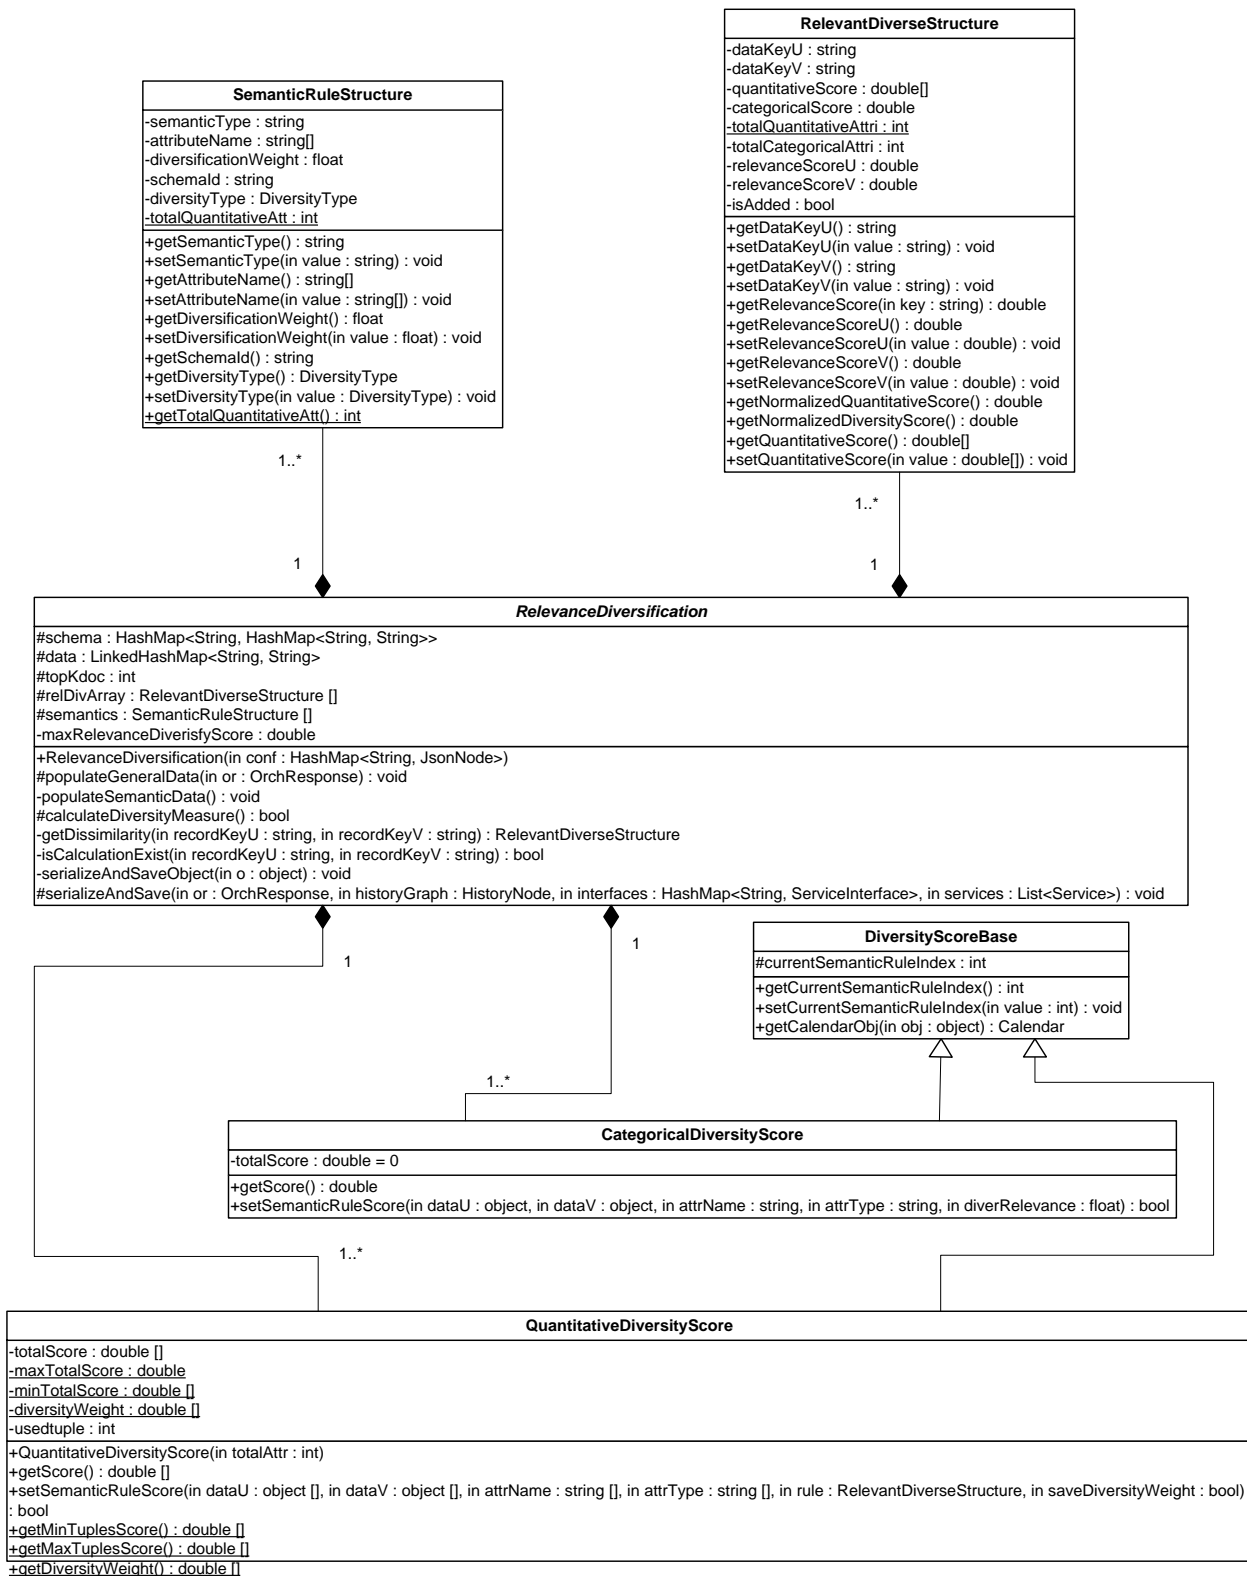 RelevantDiverseStructure
-dataKeyU : string
-dataKeyV : string
-quantitativeScore : double[]
-categoricalScore : double
-totalQuantitativeAttri : int
-totalCategoricalAttri : int
-relevanceScoreU : double
-relevanceScoreV : double
-isAdded : bool
+getDataKeyU() : string
+setDataKeyU(in value : string) : void
+getDataKeyV() : string
+setDataKeyV(in value : string) : void
+getRelevanceScore(in key : string) : double
+getRelevanceScoreU() : double
+setRelevanceScoreU(in value : double) : void
+getRelevanceScoreV() : double
+setRelevanceScoreV(in value : double) : void
+getNormalizedQuantitativeScore() : double
+getNormalizedDiversityScore() : double
+getQuantitativeScore() : double[]
+setQuantitativeScore(in value : double[]) : void
SemanticRuleStructure
-semanticType : string
-attributeName : string[]
-diversificationWeight : float
-schemaId : string
-diversityType : DiversityType
-totalQuantitativeAtt : int
+getSemanticType() : string
+setSemanticType(in value : string) : void
+getAttributeName() : string[]
+setAttributeName(in value : string[]) : void
+getDiversificationWeight() : float
+setDiversificationWeight(in value : float) : void
+getSchemaId() : string
+getDiversityType() : DiversityType
+setDiversityType(in value : DiversityType) : void
+getTotalQuantitativeAtt() : int
1..*
1..*
1
1
RelevanceDiversification
#schema : HashMap<String, HashMap<String, String>>
#data : LinkedHashMap<String, String>
#topKdoc : int
#relDivArray : RelevantDiverseStructure []
#semantics : SemanticRuleStructure []
-maxRelevanceDiverisfyScore : double
+RelevanceDiversification(in conf : HashMap<String, JsonNode>)
#populateGeneralData(in or : OrchResponse) : void
-populateSemanticData() : void
#calculateDiversityMeasure() : bool
-getDissimilarity(in recordKeyU : string, in recordKeyV : string) : RelevantDiverseStructure
-isCalculationExist(in recordKeyU : string, in recordKeyV : string) : bool
-serializeAndSaveObject(in o : object) : void
#serializeAndSave(in or : OrchResponse, in historyGraph : HistoryNode, in interfaces : HashMap<String, ServiceInterface>, in services : List<Service>) : void
1
1
DiversityScoreBase
#currentSemanticRuleIndex : int
+getCurrentSemanticRuleIndex() : int
+setCurrentSemanticRuleIndex(in value : int) : void
+getCalendarObj(in obj : object) : Calendar
1..*
CategoricalDiversityScore
-totalScore : double = 0
+getScore() : double
+setSemanticRuleScore(in dataU : object, in dataV : object, in attrName : string, in attrType : string, in diverRelevance : float) : bool
1..*
QuantitativeDiversityScore
-totalScore : double []
-maxTotalScore : double
-minTotalScore : double []
-diversityWeight : double []
-usedtuple : int
+QuantitativeDiversityScore(in totalAttr : int)
+getScore() : double []
+setSemanticRuleScore(in dataU : object [], in dataV : object [], in attrName : string [], in attrType : string [], in rule : RelevantDiverseStructure, in saveDiversityWeight : bool)
: bool
+getMinTuplesScore() : double []
+getMaxTuplesScore() : double []
+getDiversityWeight() : double []